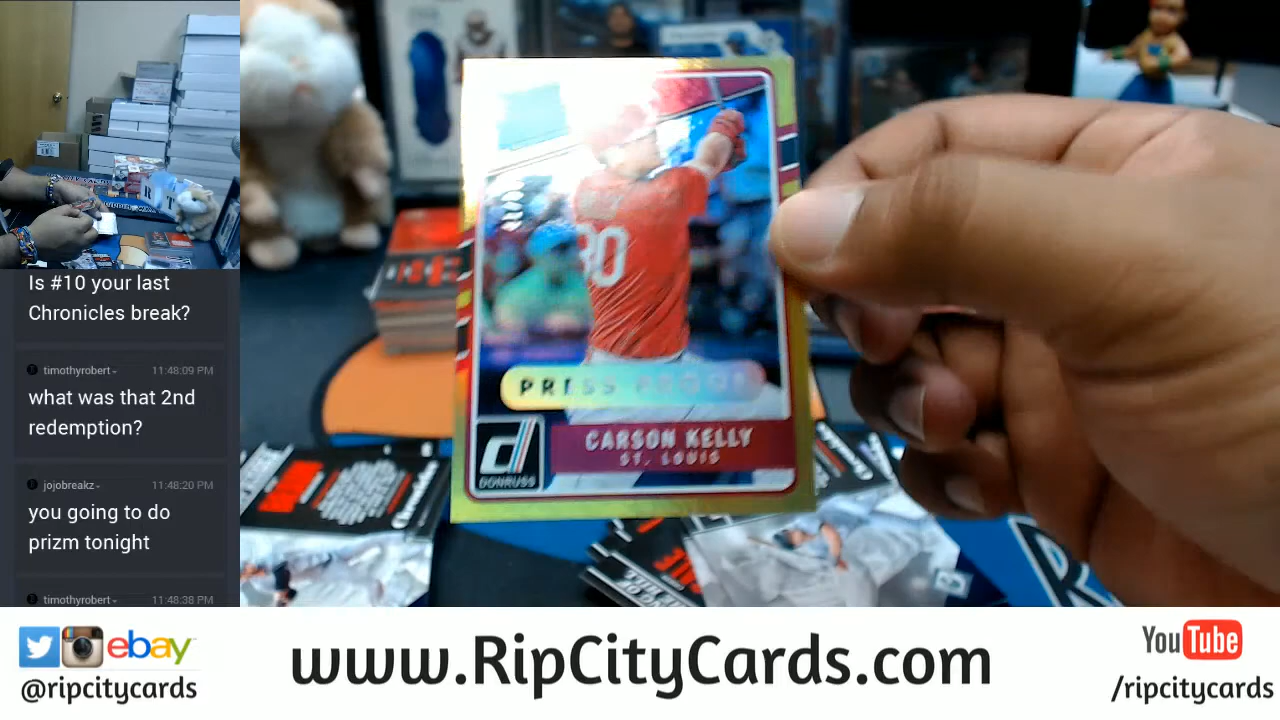 Is #10 your last
Chronicles break?
timothyrobert
11:48:09 PM
what was that 2nd
redemption?
jojobreakz
11:48:20 PM
you going to do
prizm tonight
timothyrobert
11:48:38 PM
30
PRESS PROOF
CARSON KELLY
ST. LOUIS
DONRUSS
ebay
@ripcitycards
www.RipCityCards.com
YouTube
/ripcitycards